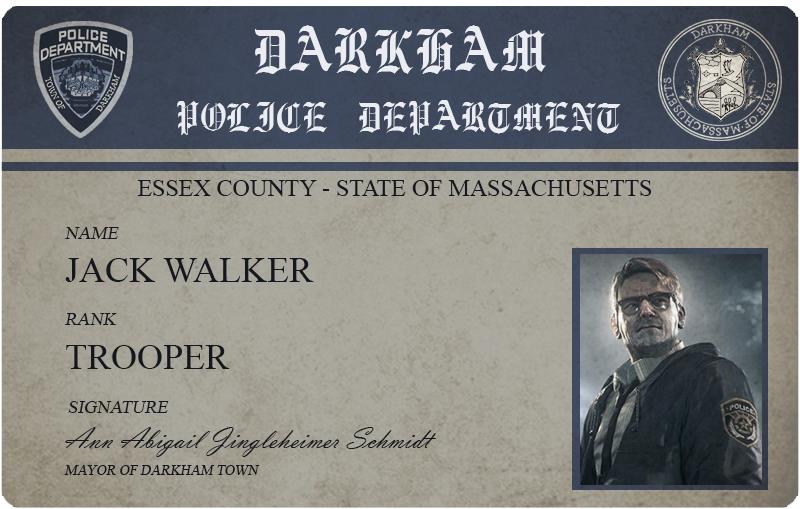 POLICE
DEPARTMENT
TOWN OF DARKHAM
DARKHAM
POLICE DEPARTMENT
DARKHAM
STATE OF MASSACHUSETTS
ESSEX COUNTY - STATE OF MASSACHUSETTS
NAME
JACK WALKER
RANK
TROOPER
SIGNATURE
Ann Abigail Jingleheimer Schmidt
MAYOR OF DARKHAM TOWN
POLICE